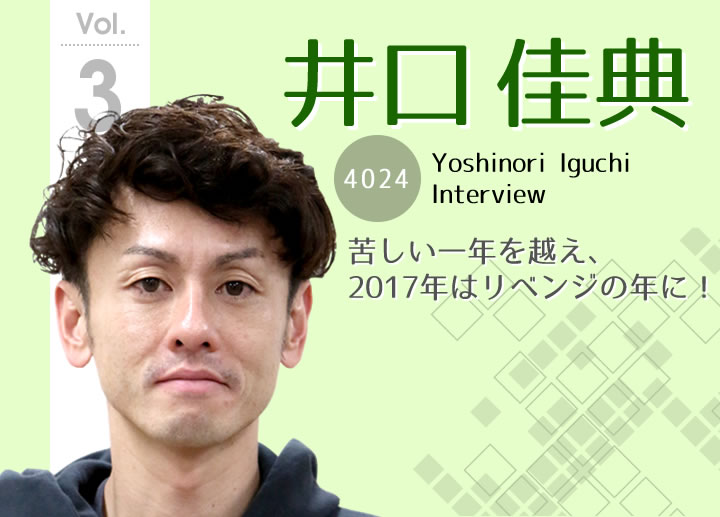 Vol.
3
井口 佳典
4024
Yoshinori Iguchi
Interview
苦しい一年を越え、
2017年はリベンジの年に！